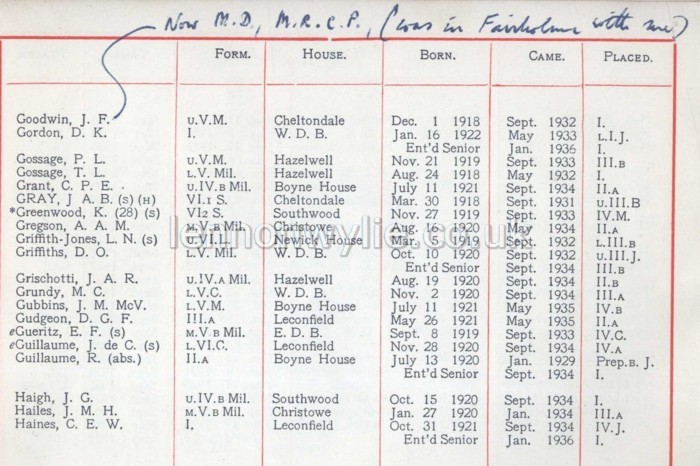 Now M.D., M.R.C.P., (was in Fairholme with me)
FORM. HOUSE. BORN. CAME. PLACED.
Goodwin, J. F. U.V.M. Cheltondale Dec. 1 1918 Sept. 1932 I.
Gordon, D. K. I. W. D. B. Jan. 16 1922 May 1933 L.I.J.
Ent'd Senior Jan. 1936 I.
Gossage, P. L. U.V.M. Hazelwell Nov. 21 1919 Sept. 1933 III.B
Gossage, T. L. L.V. Mil. Hazelwell Aug. 24 1918 May 1932 I.
Grant, C. P. E. U.IV.B Mil. Boyne House July 11 1921 Sept. 1934 II.A
GRAY, J A. B. (S) (H) VI.1 S. Cheltondale Mar. 30 1918 Sept. 1931 U.III.B
*Greenwood, K. (28) (S) VI2 S. Southwood Nov. 27 1919 Sept. 1933 IV.M.
Gregson, A. A. M. M.V.B Mil. Christowe Aug. 1920 May 1934 II.A
Griffith-Jones, L. N. (S) VI.L. Newick House Mar. 1919 Sept. 1932 L.III.B
Griffiths, D. O. L.V. Mil. W. D. B. Oct. 10 1920 Sept. 1932 U.III.J.
Ent'd Senior Sept. 1934 III.B
Grischotti, J. A. R. U.IV.A Mil. Hazelwell Aug. 19 1920 Sept. 1934 II.B
Grundy, M. C. L.V.C. W. D. B. Nov. 2 1920 Sept. 1934 III.A
Gubbins, J. M. McV. L.V.M. Boyne House July 11 1921 May 1935 IV.B
Gudgeon, D. G. F. III.A Leconfield May 26 1921 May 1935 II.A
eGueritz, E. F. (S) M.V.B Mil. E. D. B. Sept. 8 1919 Sept. 1933 IV.C.
eGuillaume, J. de C. (S) L.VI.C. Leconfield Nov. 28 1920 Sept. 1934 IV.A
Guillaume, R. (abs.) II.A Boyne House July 13 1920 Jan. 1929 Prep.B. J.
Ent'd Senior Sept. 1934 I.
Haigh, J. G. U.IV.B Mil. Southwood Oct. 15 1920 Sept. 1934 I.
Hailes, J. M. H. M.V.B Mil. Christowe Jan. 27 1920 Jan. 1934 III.A
Haines, C. E. W. I. Leconfield Oct. 31 1921 Sept. 1934 IV.J.
Ent'd Senior Jan. 1936 I.
lennonwylie.co.uk